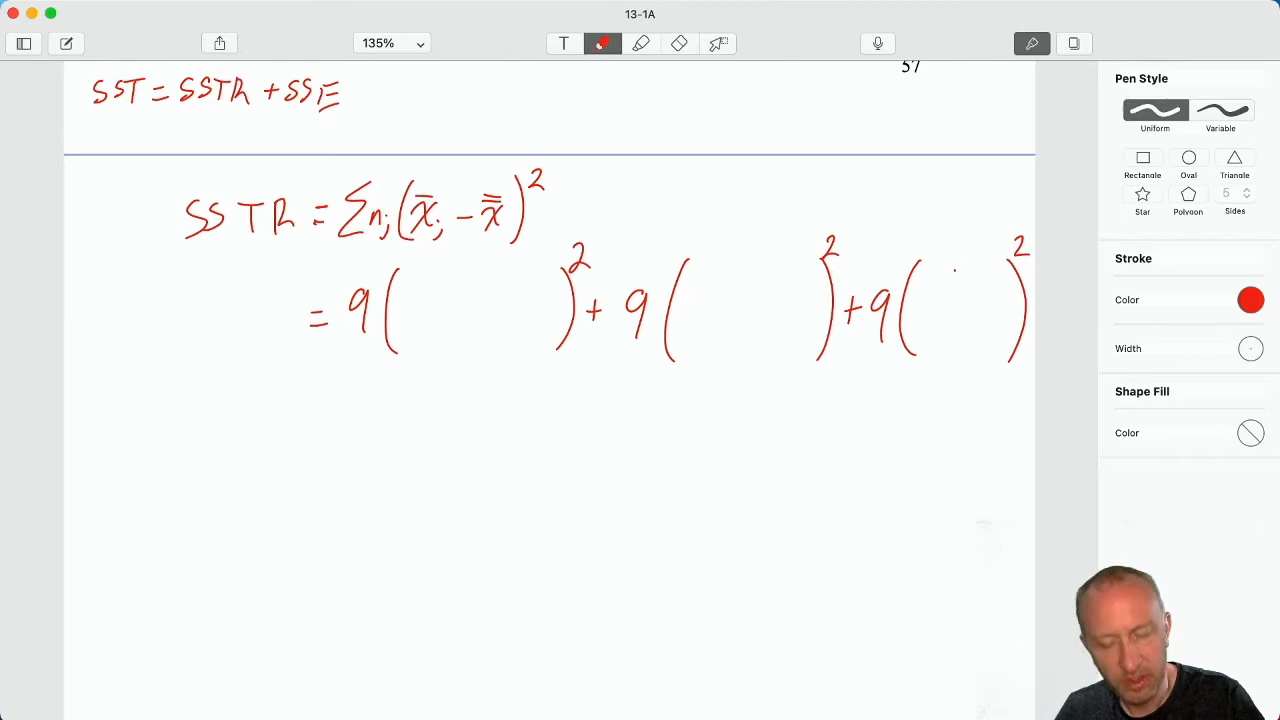 13-1A
135%
T
57
SST = SSTR + SSE
SSTR = Σnⱼ(x̄ⱼ - x̿)²
= 9( )² + 9( )² + 9( )²
Pen Style
Uniform Variable
Rectangle Oval Triangle
5
Star Polygon Sides
Stroke
Color
Width
Shape Fill
Color